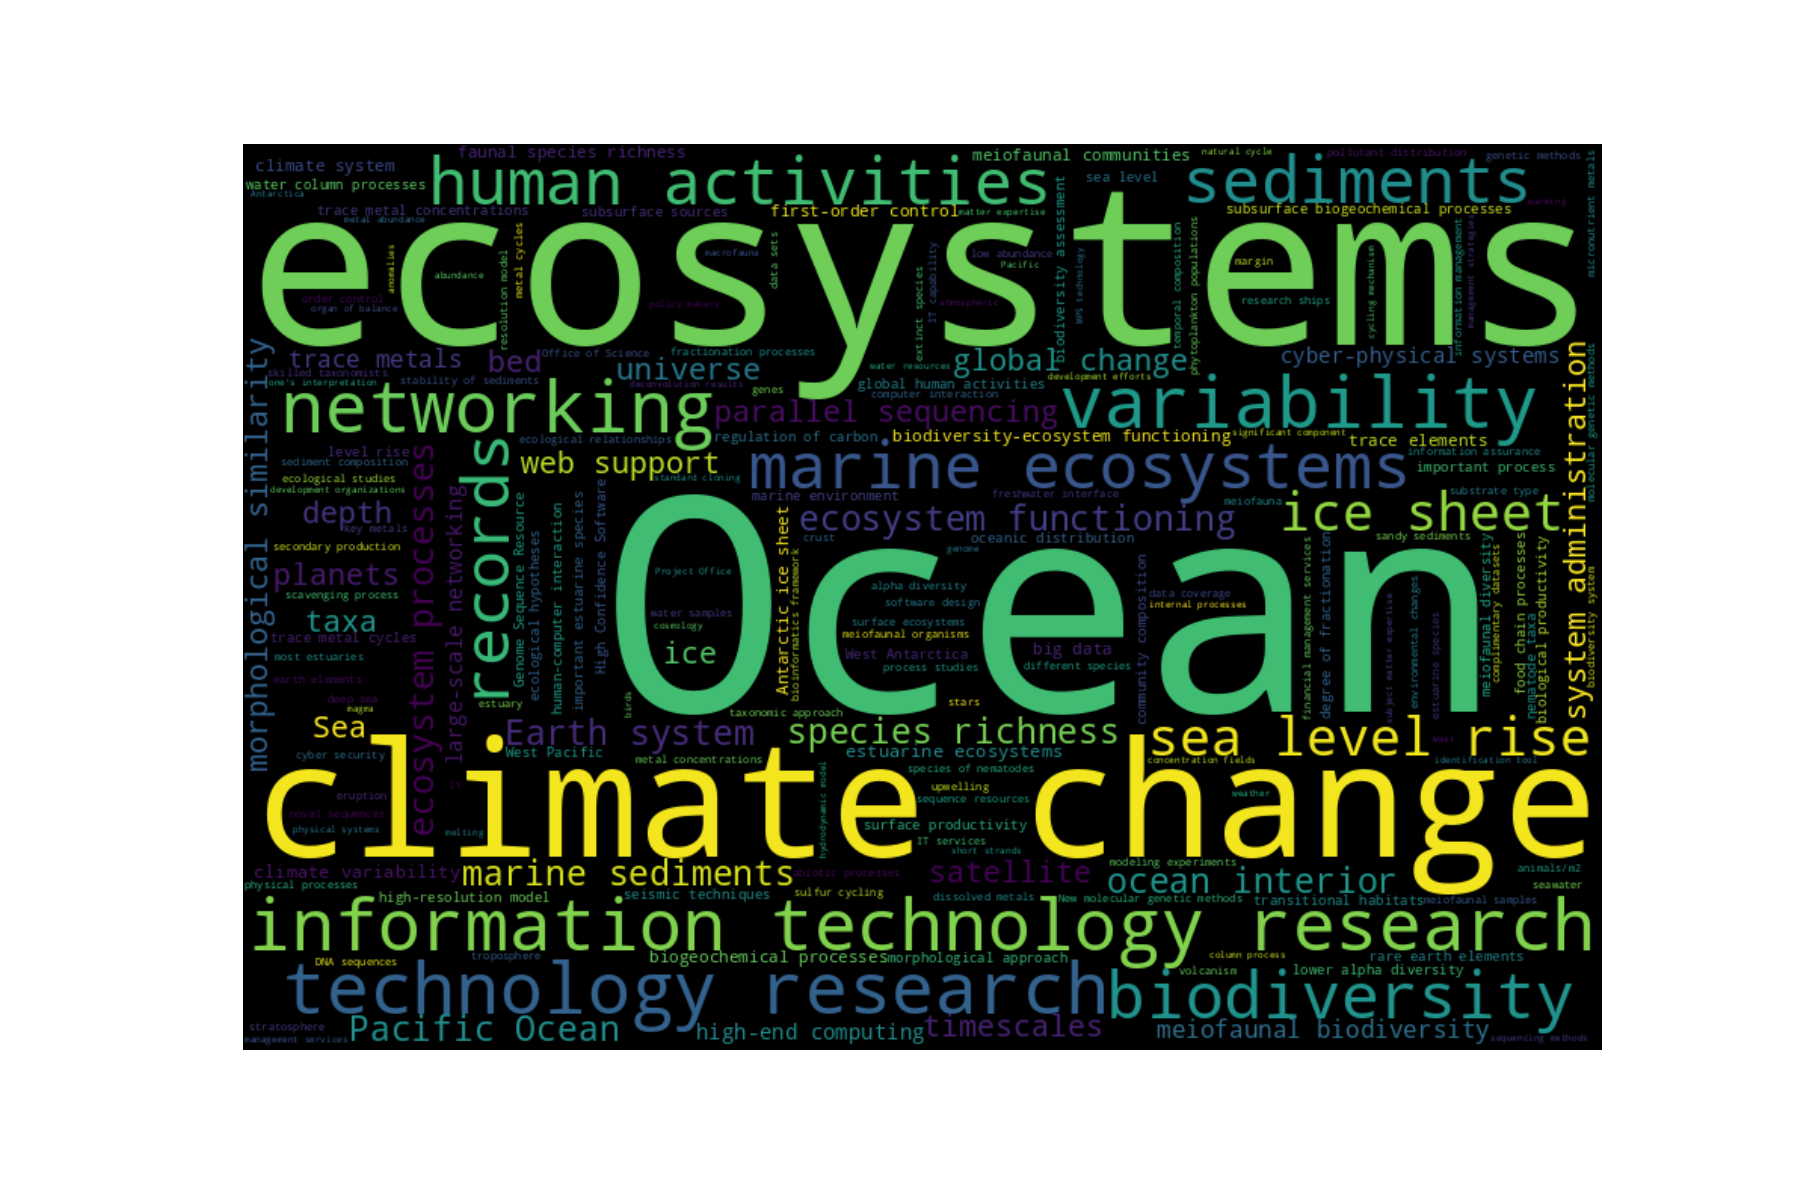 climate system
faunal species richness
meiofaunal communities
natural cycle
pollutant distribution
genetic methods
water column processes
human activities
sea level
sediments
Antarctica
trace metal concentrations
subsurface sources
first-order control
matter expertise
subsurface biogeochemical processes
warming
metal abundance
ecosystems
anomalies
metal cycles
resolution model
macrofauna
data sets
low abundance
Pacific
abundance
margin
order control
organ of balance
policy makers
atmospheric
research ships
extinct species
IT capability
biodiversity assessment
MPS technology
temporal composition
phytoplankton populations
cycling mechanism
information management
management strategies
micronutrient metals
trace metals
bed
Office of Science
fractionation processes
universe
water resources
global change
cyber-physical systems
skilled taxonomists
one's interpretation
stability of sediments
deconvolution results
genes
global human activities
computer interaction
development efforts
networking
parallel sequencing
variability
ecological relationships
regulation of carbon
biodiversity-ecosystem functioning
significant component
trace elements
morphological similarity
level rise
sediment composition
ecological studies
development organizations
ecosystem processes
large-scale networking
records
web support
standard cloning
marine ecosystems
information assurance
important process
system administration
molecular genetic methods
marine environment
freshwater interface
meiofauna
substrate type
depth
key metals
ecosystem functioning
ice sheet
crust
oceanic distribution
sandy sediments
secondary production
planets
scavenging process
taxa
trace metal cycles
most estuaries
earth elements
deep sea
magma
Genome Sequence Resource
ecological hypotheses
human-computer interaction
important estuarine species
High Confidence Software
Ocean
genome
Project Office
water samples
cosmology
ice
birds
Antarctic ice sheet
bioinformatics framework
alpha diversity
software design
surface ecosystems
meiofaunal organisms
West Antarctica
process studies
big data
different species
data coverage
internal processes
community composition
financial management services
degree of fractionation
subject matter expertise
environmental changes
estuarine species
meiofaunal diversity
complimentary datasets
food chain processes
nematode taxa
biological productivity
biodiversity system
estuary
stars
taxonomic approach
Sea
Earth system
species richness
sea level rise
West
cyber security
West Pacific
metal concentrations
estuarine ecosystems
concentration fields
identification tool
climate change
IT
species of nematodes
upwelling
sequence resources
weather
eruption
novel sequences
physical systems
melting
hydrodynamic model
surface productivity
IT services
short strands
climate variability
marine sediments
abiotic processes
satellite
modeling experiments
ocean interior
animals/m2
seawater
physical processes
high-resolution model
seismic techniques
sulfur cycling
dissolved metals
New molecular genetic methods
transitional habitats
meiofaunal samples
information technology research
DNA sequences
troposphere
biogeochemical processes
morphological approach
column process
rare earth elements
technology research
volcanism
lower alpha diversity
biodiversity
stratosphere
management services
Pacific Ocean
high-end computing
timescales
meiofaunal biodiversity
sequencing methods